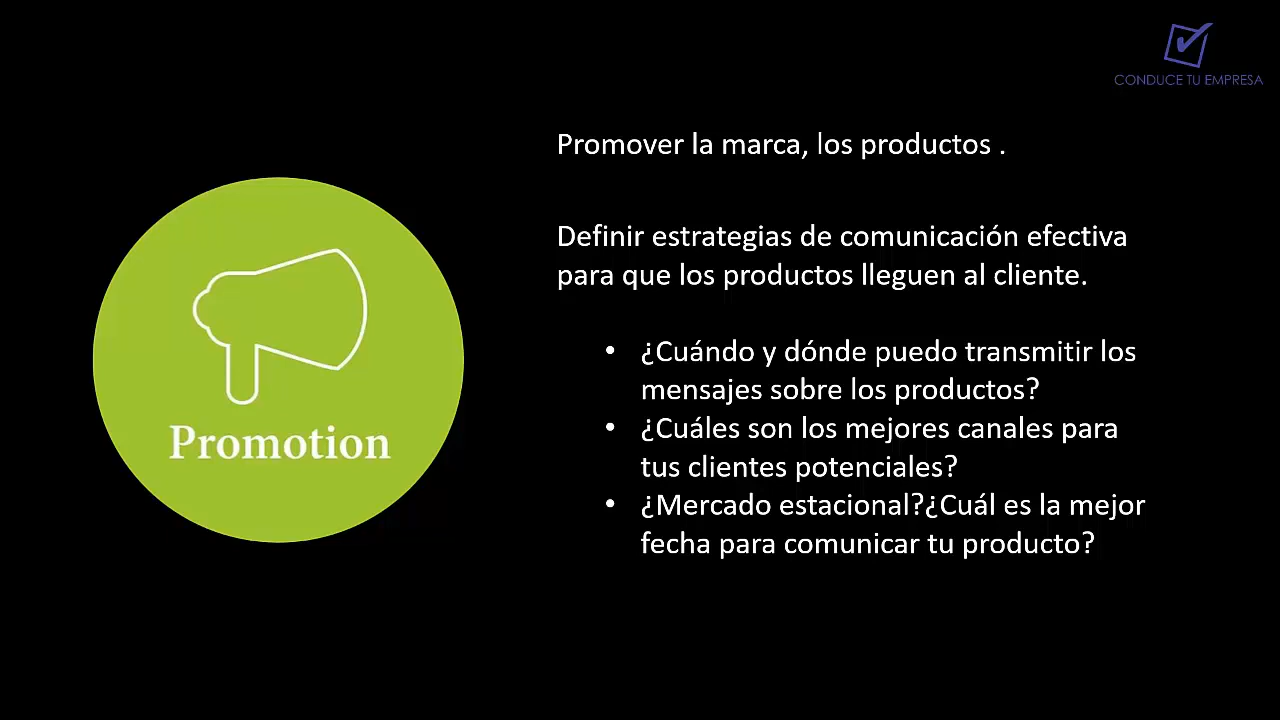 CONDUCE TU EMPRESA
Promover la marca, los productos .
Definir estrategias de comunicación efectiva
para que los productos lleguen al cliente.
• ¿Cuándo y dónde puedo transmitir los
mensajes sobre los productos?
• ¿Cuáles son los mejores canales para
tus clientes potenciales?
• ¿Mercado estacional?¿Cuál es la mejor
fecha para comunicar tu producto?
Promotion